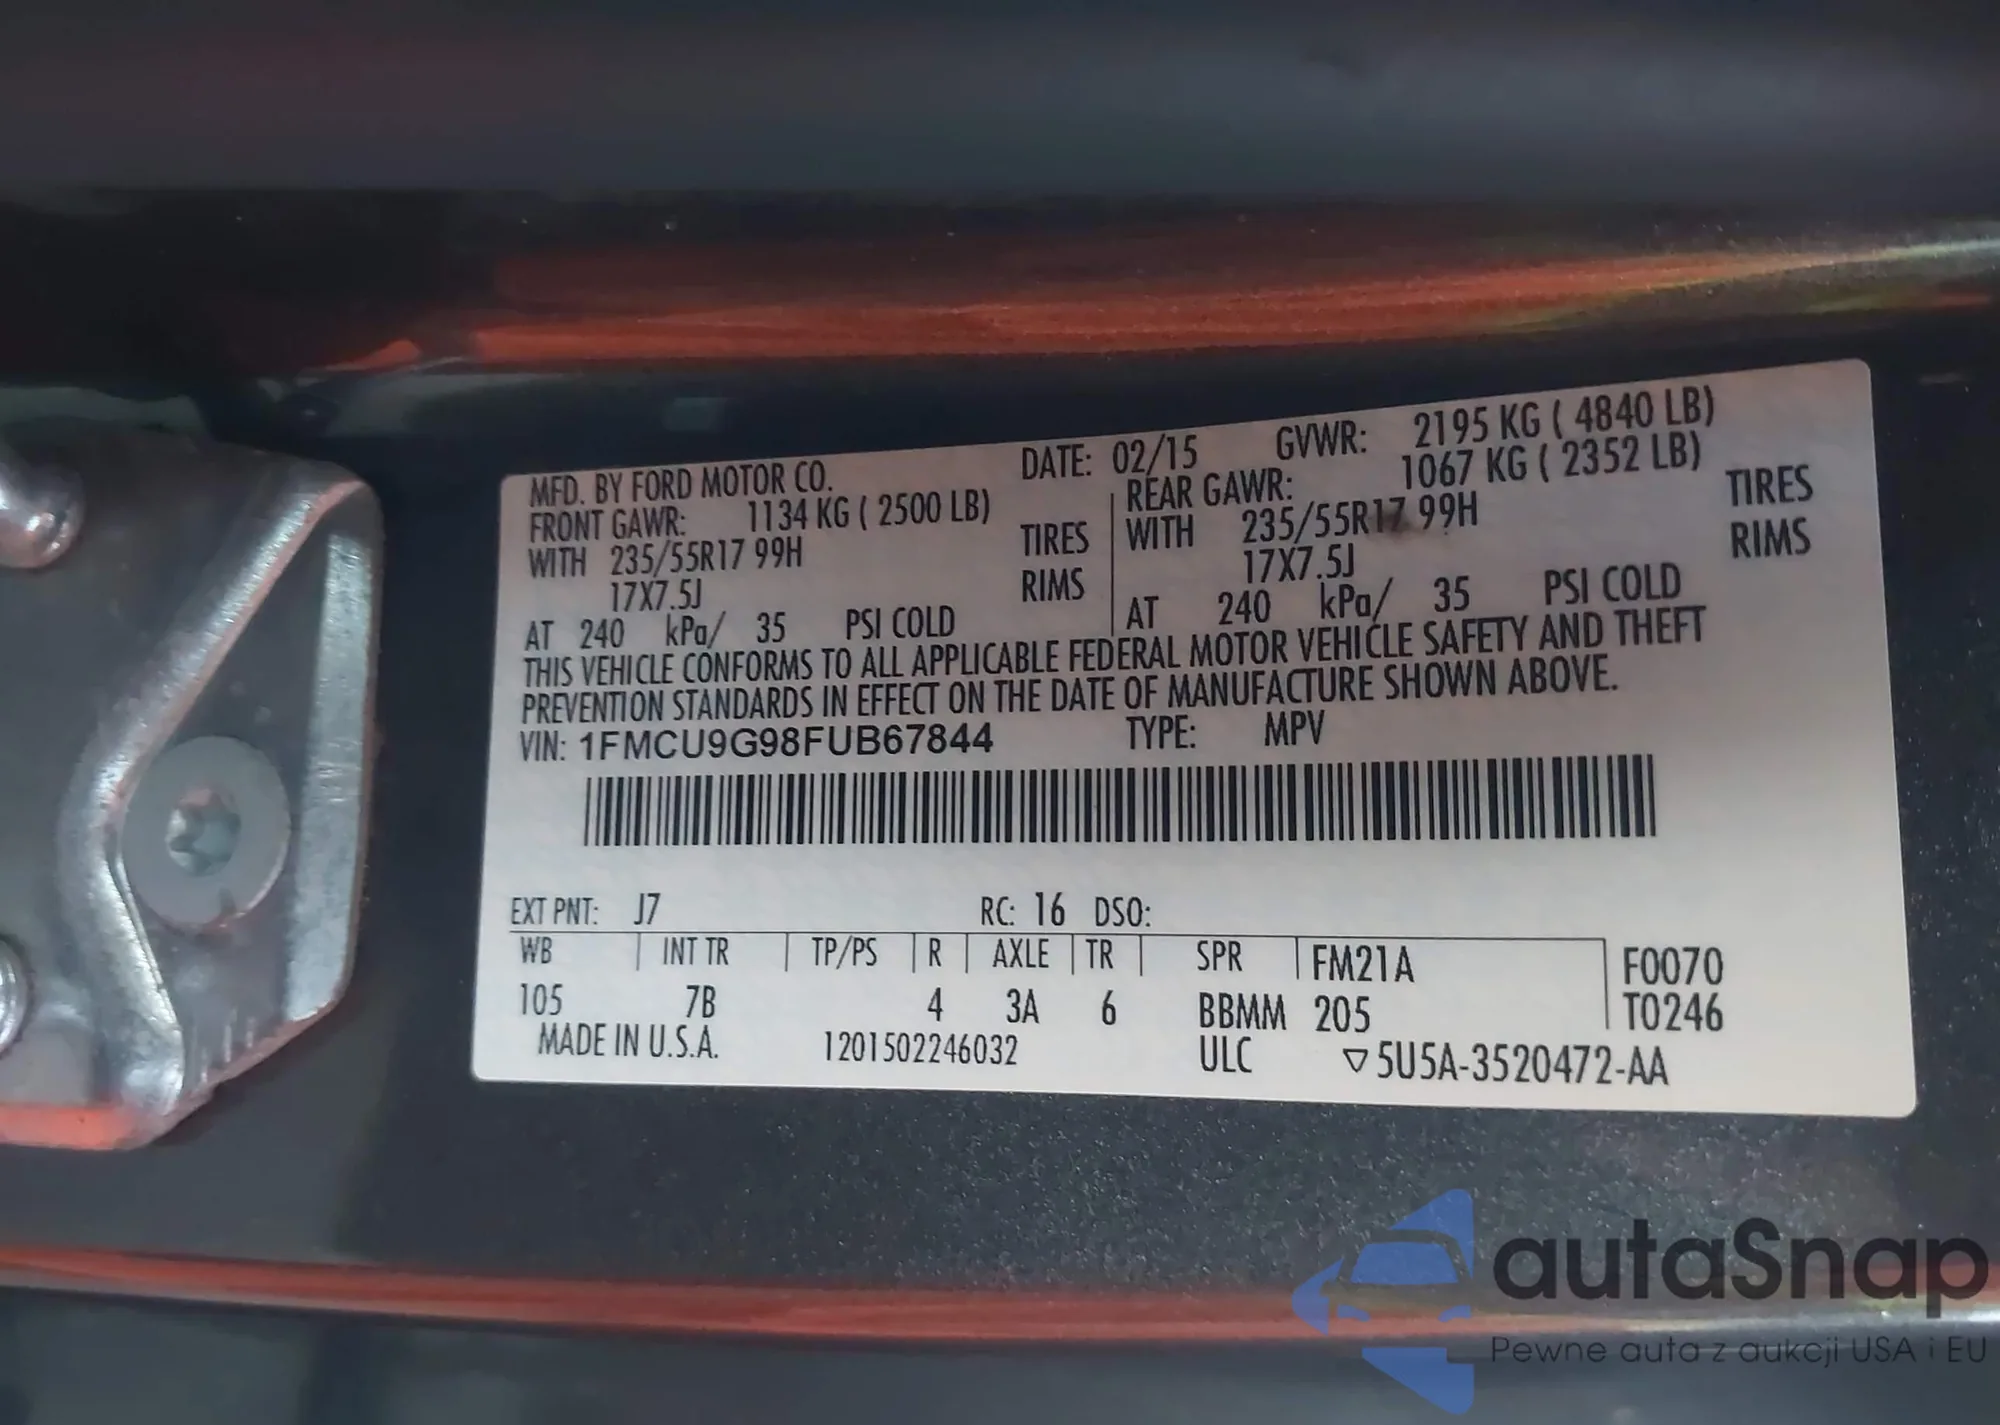 MFD. BY FORD MOTOR CO. DATE: 02/15 GVWR: 2195 KG ( 4840 LB)
FRONT GAWR: 1134 KG ( 2500 LB) REAR GAWR: 1067 KG ( 2352 LB)
WITH 235/55R17 99H TIRES WITH 235/55R17 99H TIRES
17X7.5J RIMS 17X7.5J RIMS
AT 240 kPa/ 35 PSI COLD AT 240 kPa/ 35 PSI COLD
THIS VEHICLE CONFORMS TO ALL APPLICABLE FEDERAL MOTOR VEHICLE SAFETY AND THEFT
PREVENTION STANDARDS IN EFFECT ON THE DATE OF MANUFACTURE SHOWN ABOVE.
VIN: 1FMCU9G98FUB67844 TYPE: MPV
EXT PNT: J7 RC: 16 DSO:
WB INT TR TP/PS R AXLE TR SPR FM21A F0070
105 7B 4 3A 6 BBMM 205 T0246
MADE IN U.S.A. 1201502246032 ULC ▽5U5A-3520472-AA
autaSnap
Pewne auta z aukcji USA i EU